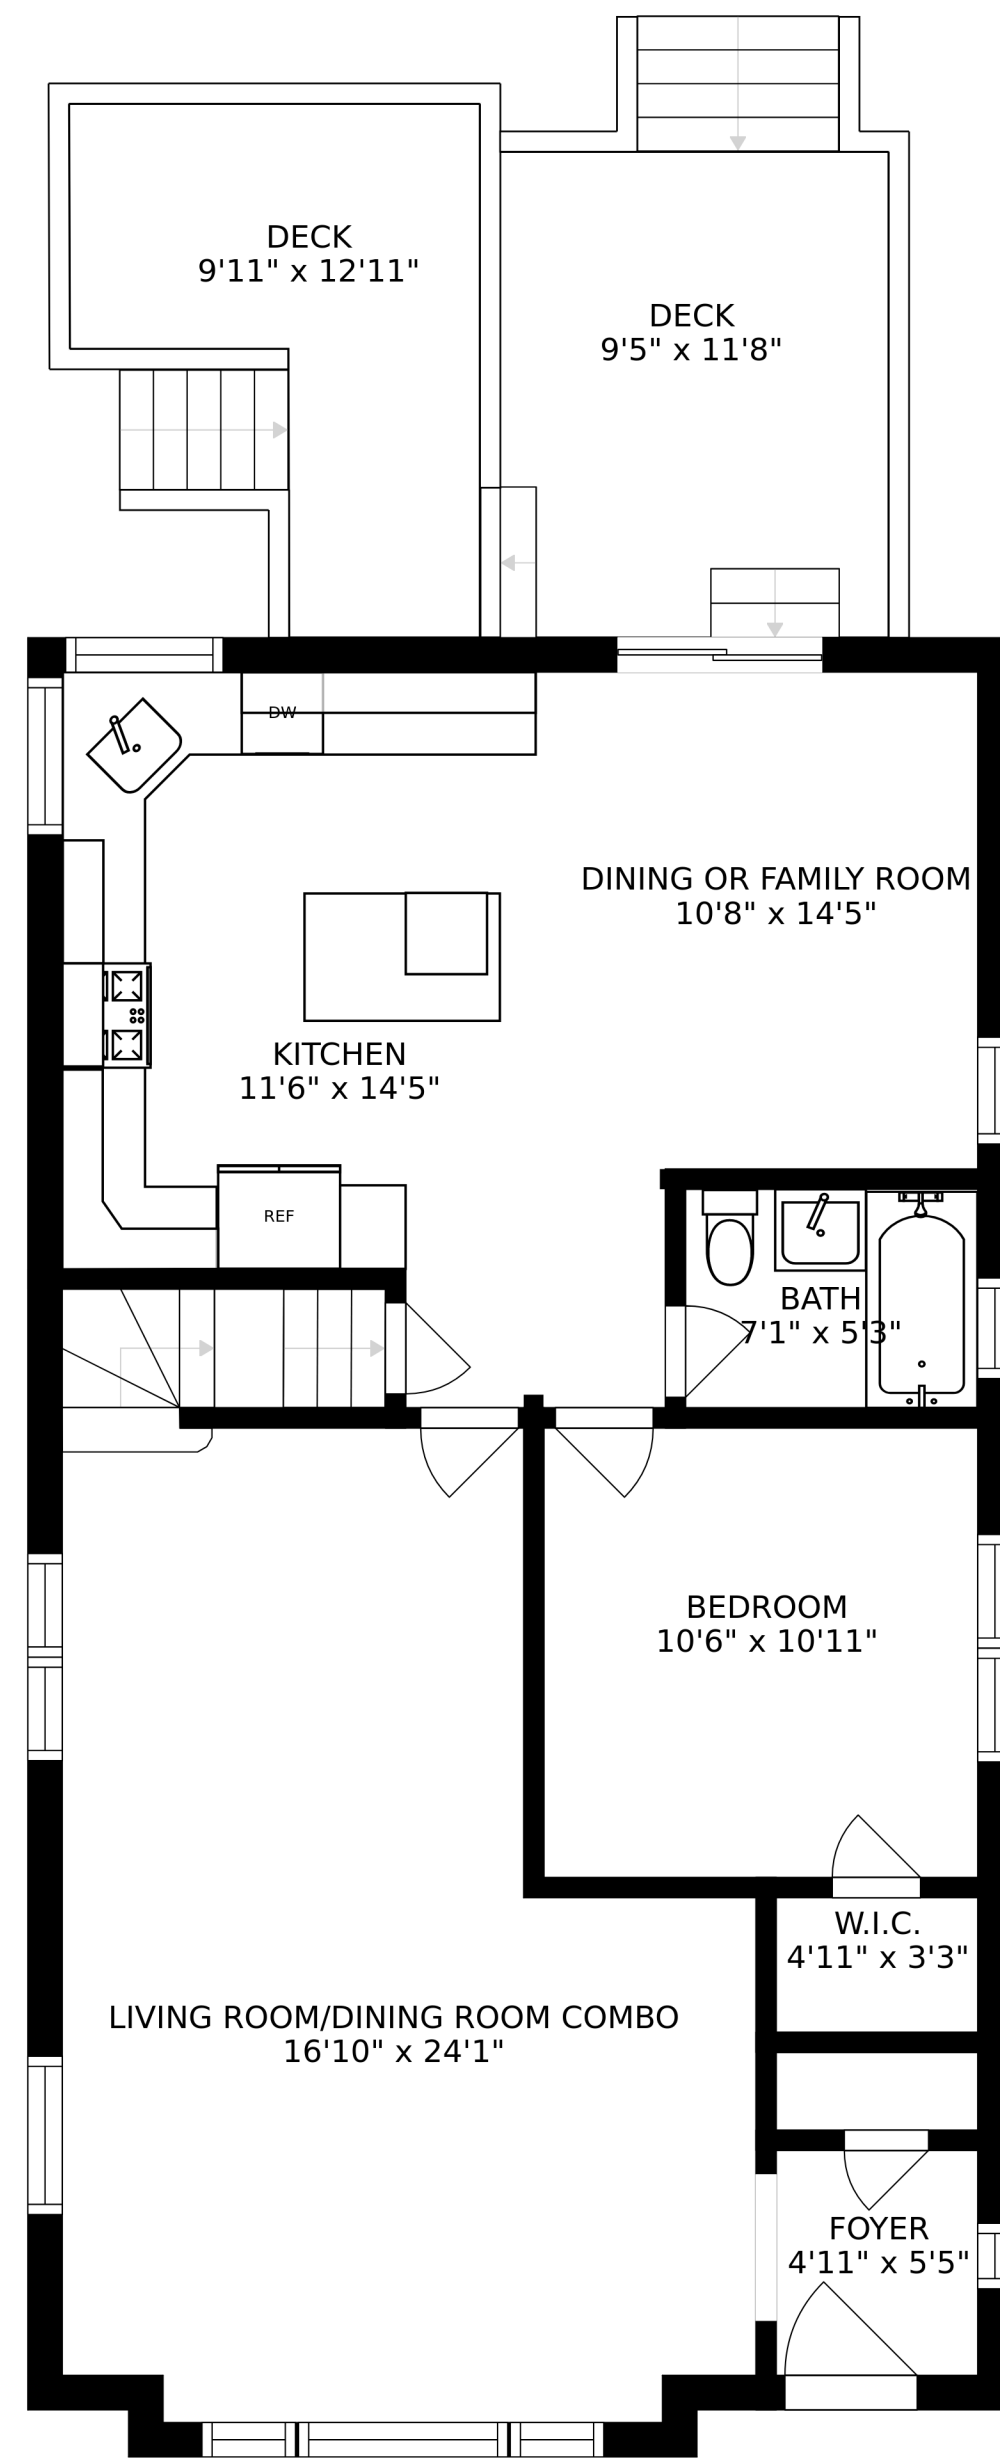 DECK
9'11" x 12'11"
DECK
9'5" x 11'8"
DW
DINING OR FAMILY ROOM
10'8" x 14'5"
KITCHEN
11'6" x 14'5"
REF
BATH
7'1" x 5'3"
BEDROOM
10'6" x 10'11"
W.I.C.
4'11" x 3'3"
LIVING ROOM/DINING ROOM COMBO
16'10" x 24'1"
FOYER
4'11" x 5'5"